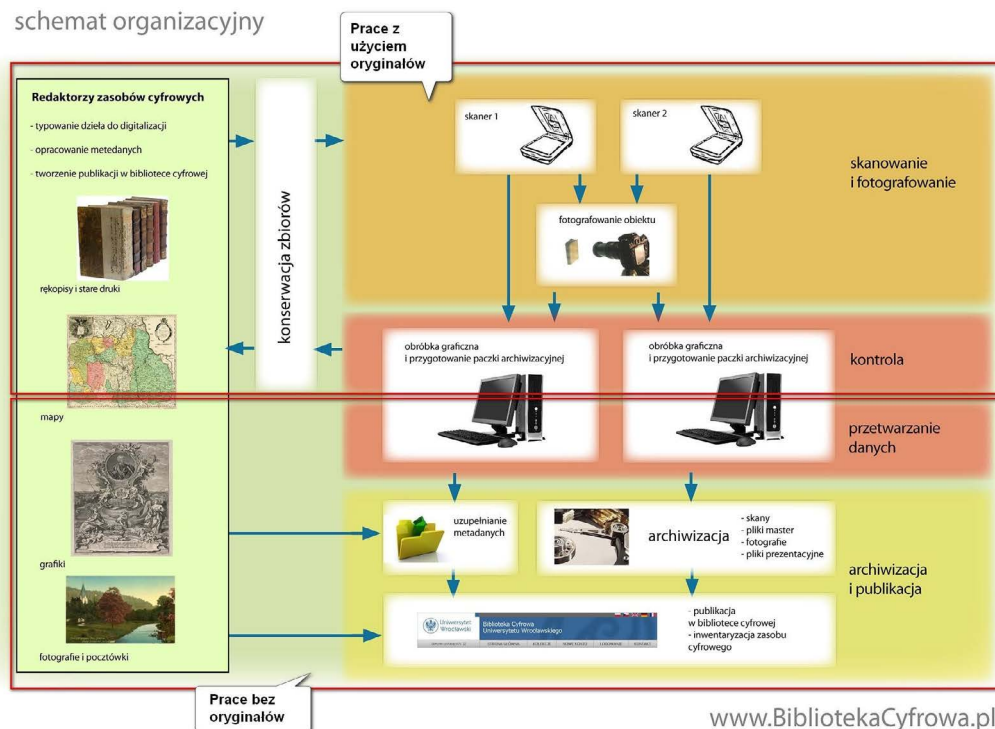 schemat organizacyjny
Prace z
użyciem
oryginałów
Redaktorzy zasobów cyfrowych
- typowanie dzieła do digitalizacji
- opracowanie metedanych
- tworzenie publikacji w bibliotece cyfrowej
rękopisy i stare druki
mapy
grafiki
fotografie i pocztówki
konserwacja zbiorów
skaner 1
skaner 2
fotografowanie obiektu
skanowanie
i fotografowanie
obróbka graficzna
i przygotowanie paczki archiwizacyjnej
obróbka graficzna
i przygotowanie paczki archiwizacyjnej
kontrola
przetwarzanie
danych
uzupełnianie
metadanych
archiwizacja
- skany
- pliki master
- fotografie
- pliki prezentacyjne
archiwizacja
i publikacja
Uniwersytet
Wrocławski
Biblioteka Cyfrowa
Uniwersytetu Wrocławskiego
- publikacja
w bibliotece cyfrowej
- inwentaryzacja zasobu
cyfrowego
Prace bez
oryginałów
www.BibliotekaCyfrowa.pl